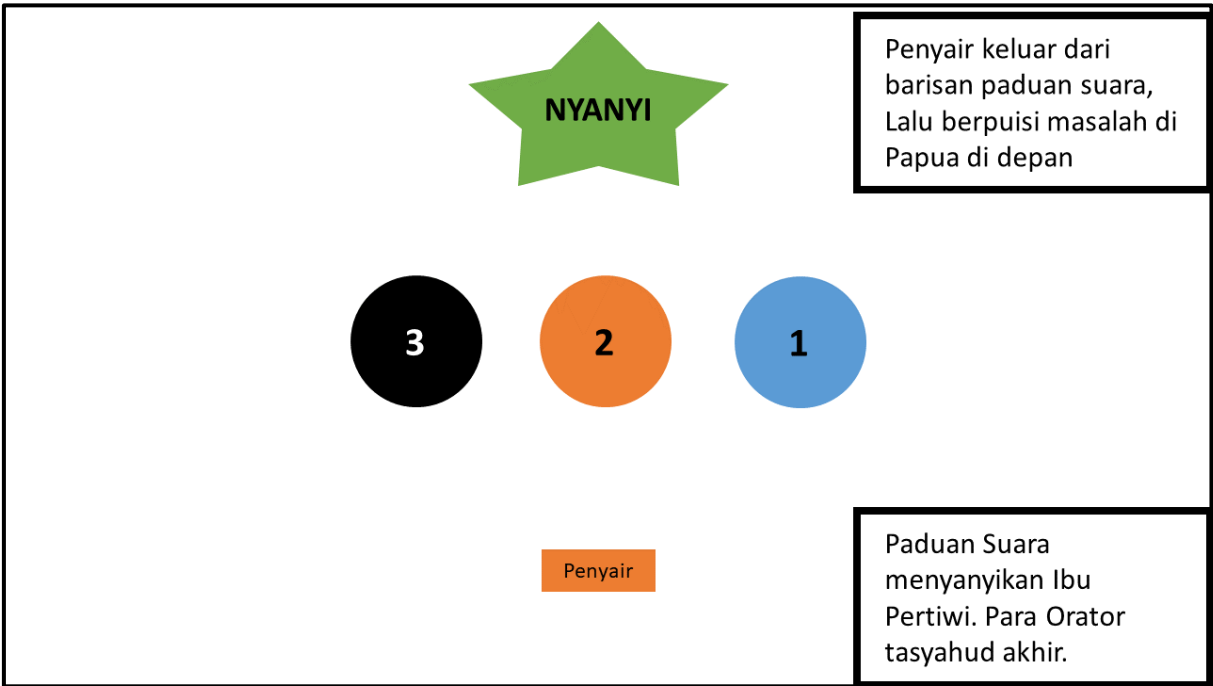 NYANYI
Penyair keluar dari
barisan paduan suara,
Lalu berpuisi masalah di
Papua di depan
3
2
1
Penyair
Paduan Suara
menyanyikan Ibu
Pertiwi. Para Orator
tasyahud akhir.